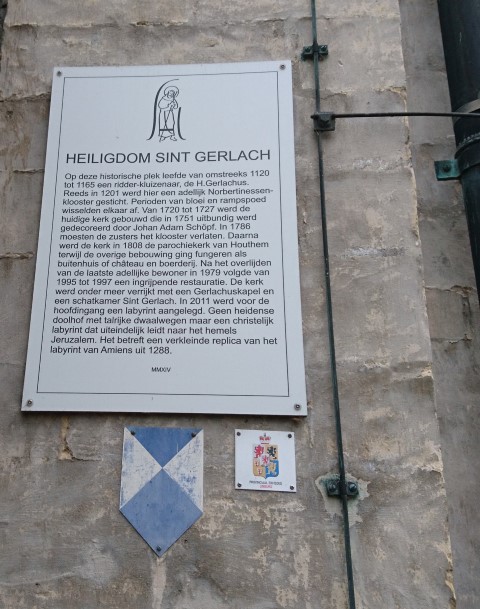 HEILIGDOM SINT GERLACH
Op deze historische plek leefde van omstreeks 1120
tot 1165 een ridder-kluizenaar, de H.Gerlachus.
Reeds in 1201 werd hier een adellijk Norbertinessen-
klooster gesticht. Perioden van bloei en rampspoed
wisselden elkaar af. Van 1720 tot 1727 werd de
huidige kerk gebouwd die in 1751 uitbundig werd
gedecoreerd door Johan Adam Schöpf. In 1786
moesten de zusters het klooster verlaten. Daarna
werd de kerk in 1808 de parochiekerk van Houthem
terwijl de overige bebouwing ging fungeren als
buitenhuis of château en boerderij. Na het overlijden
van de laatste adellijke bewoner in 1979 volgde van
1995 tot 1997 een ingrijpende restauratie. De kerk
werd onder meer verrijkt met een Gerlachuskapel en
een schatkamer Sint Gerlach. In 2011 werd voor de
hoofdingang een labyrint aangelegd. Geen heidense
doolhof met talrijke dwaalwegen maar een christelijk
labyrint dat uiteindelijk leidt naar het hemels
Jeruzalem. Het betreft een verkleinde replica van het
labyrint van Amiens uit 1288.
MMXIV